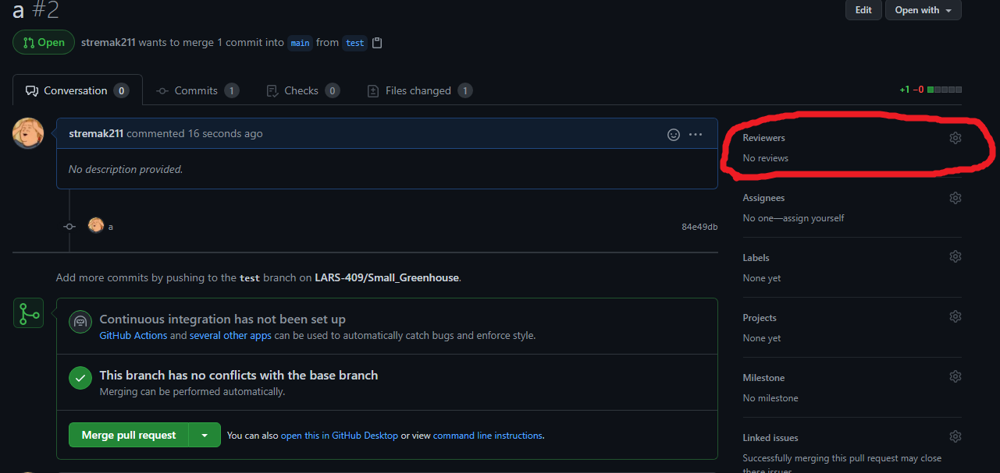 a #2
Edit
Open with
Open
stremak211 wants to merge 1 commit into main from test
Conversation 0
Commits 1
Checks 0
Files changed 1
+1 −0
stremak211 commented 16 seconds ago
No description provided.
a
84e49db
Add more commits by pushing to the test branch on LARS-409/Small_Greenhouse.
Continuous integration has not been set up
GitHub Actions and several other apps can be used to automatically catch bugs and enforce style.
This branch has no conflicts with the base branch
Merging can be performed automatically.
Merge pull request
You can also open this in GitHub Desktop or view command line instructions.
Reviewers
No reviews
Assignees
No one—assign yourself
Labels
None yet
Projects
None yet
Milestone
No milestone
Linked issues
Successfully merging this pull request may close
these issues.